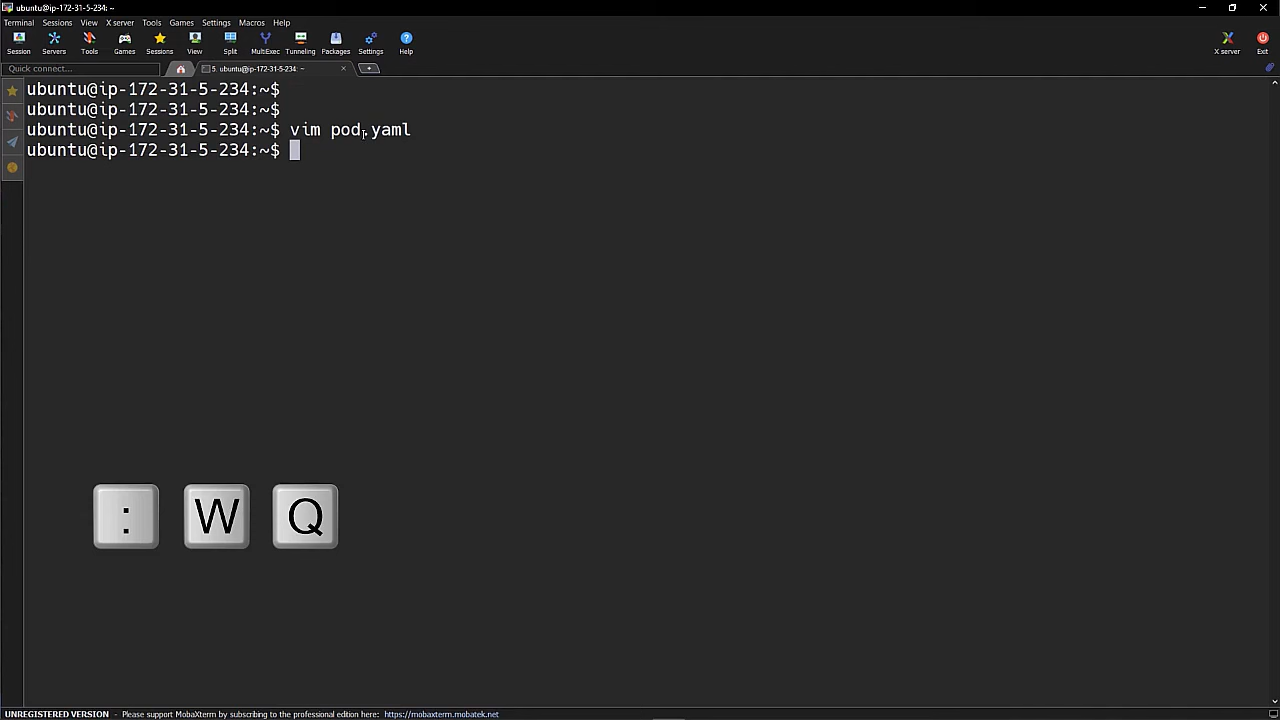 ubuntu@ip-172-31-5-234: ~
Terminal Sessions View X server Tools Games Settings Macros Help
Session Servers Tools Games Sessions View Split MultiExec Tunneling Packages Settings Help X server Exit
Quick connect... 5. ubuntu@ip-172-31-5-234: ~
ubuntu@ip-172-31-5-234:~$
ubuntu@ip-172-31-5-234:~$
ubuntu@ip-172-31-5-234:~$ vim pod.yaml
ubuntu@ip-172-31-5-234:~$
: W Q
UNREGISTERED VERSION - Please support MobaXterm by subscribing to the professional edition here: https://mobaxterm.mobatek.net